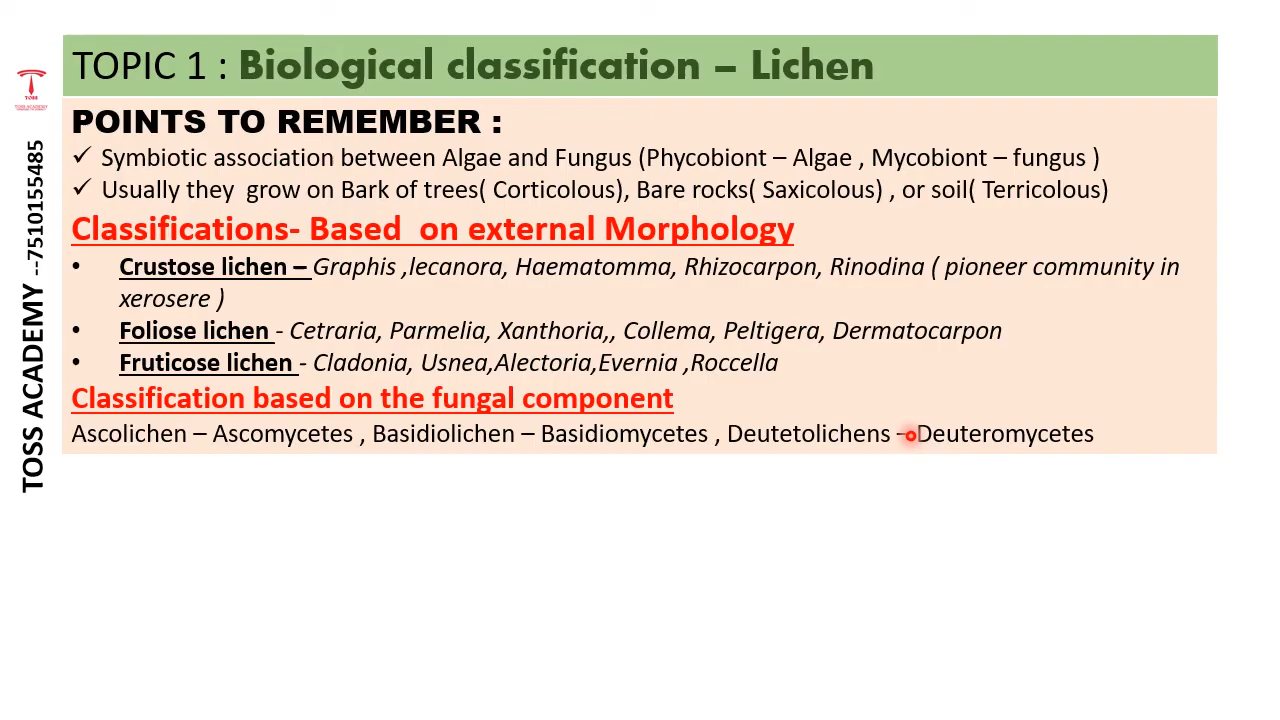 TOPIC 1 : Biological classification – Lichen
POINTS TO REMEMBER :
✓ Symbiotic association between Algae and Fungus (Phycobiont – Algae , Mycobiont – fungus )
✓ Usually they grow on Bark of trees( Corticolous), Bare rocks( Saxicolous) , or soil( Terricolous)
Classifications- Based on external Morphology
• Crustose lichen – Graphis ,lecanora, Haematomma, Rhizocarpon, Rinodina ( pioneer community in
xerosere )
• Foliose lichen - Cetraria, Parmelia, Xanthoria,, Collema, Peltigera, Dermatocarpon
• Fruticose lichen - Cladonia, Usnea,Alectoria,Evernia ,Roccella
Classification based on the fungal component
Ascolichen – Ascomycetes , Basidiolichen – Basidiomycetes , Deutetolichens – Deuteromycetes
TOSS ACADEMY --7510155485
TOSS
TOSS ACADEMY